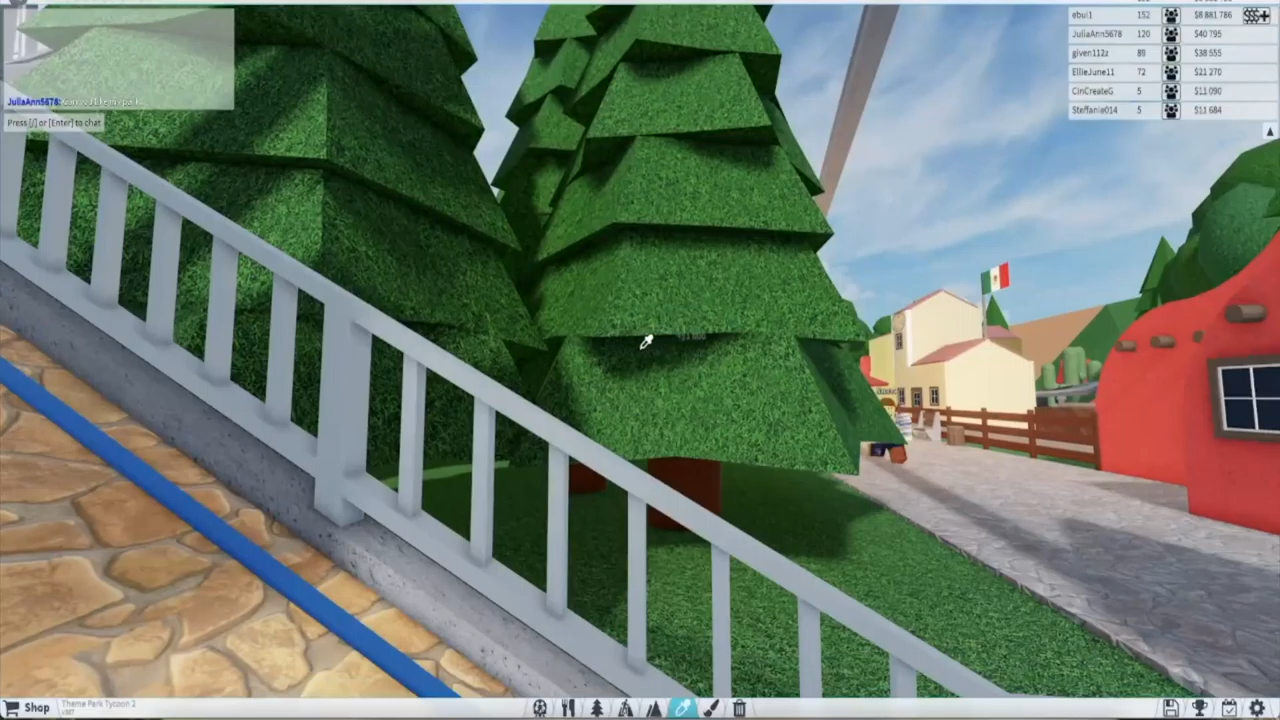 ebul1 152 $8 881 786
JuliaAnn5678 120 $40 795
given112z 89 $38 555
EllieJune11 72 $21 270
CinCreateG 5 $11 090
Steffanie014 5 $11 684
JuliaAnn5678:
Press [/] or [Enter] to chat
Shop
Theme Park Tycoon 2